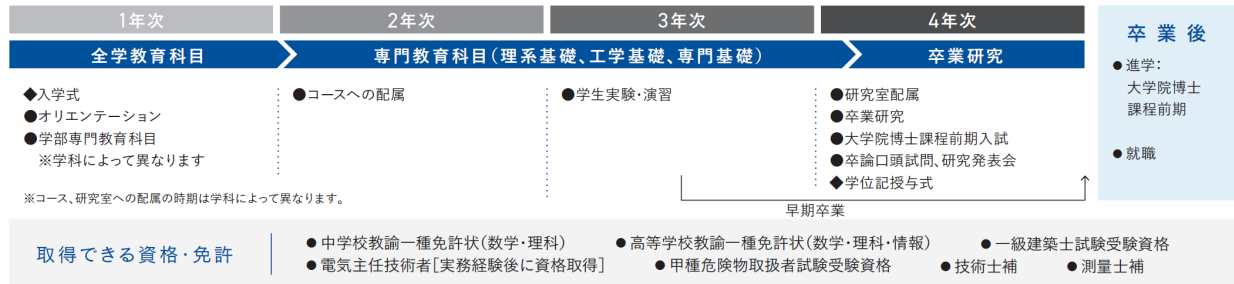 1年次
2年次
3年次
4年次
全学教育科目
専門教育科目(理系基礎、工学基礎、専門基礎)
卒業研究
◆入学式
●オリエンテーション
●学部専門教育科目
※学科によって異なります
●コースへの配属
●学生実験・演習
●研究室配属
●卒業研究
●大学院博士課程前期入試
●卒論口頭試問、研究発表会
◆学位記授与式
※コース、研究室への配属の時期は学科によって異なります。
早期卒業
卒業後
●進学:
大学院博士
課程前期
●就職
取得できる資格・免許
●中学校教諭一種免許状(数学・理科) ●高等学校教諭一種免許状(数学・理科・情報) ●一級建築士試験受験資格
●電気主任技術者[実務経験後に資格取得] ●甲種危険物取扱者試験受験資格 ●技術士補 ●測量士補